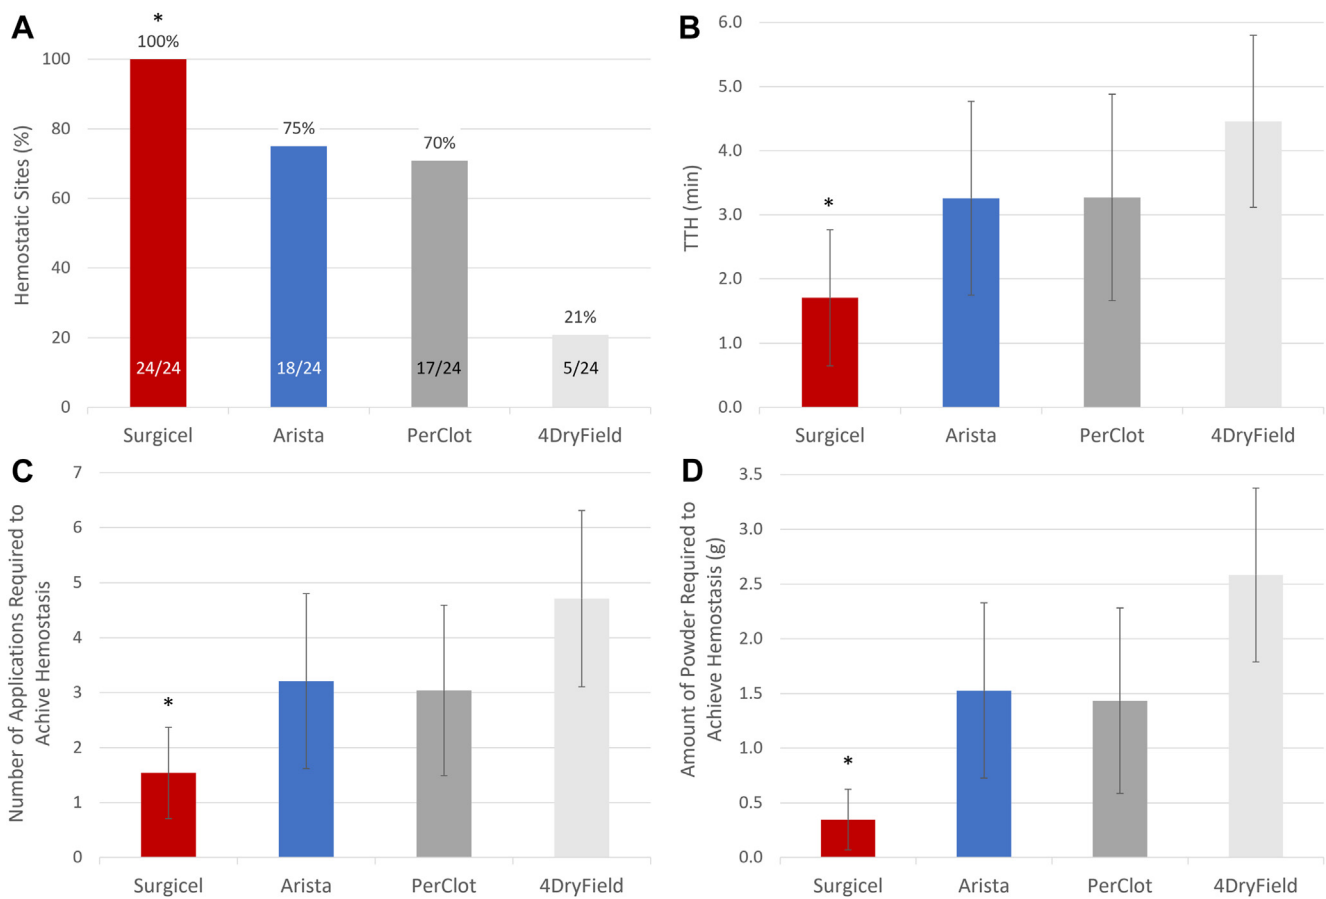 A
*
100%
100
80
60
40
20
0
Hemostatic Sites (%)
75%
70%
21%
24/24
18/24
17/24
5/24
Surgicel
Arista
PerClot
4DryField
B
6.0
5.0
4.0
3.0
2.0
1.0
0.0
TTH (min)
*
Surgicel
Arista
PerClot
4DryField
C
7
6
5
4
3
2
1
0
Number of Applications Required to
Achive Hemostasis
*
Surgicel
Arista
PerClot
4DryField
D
3.5
3.0
2.5
2.0
1.5
1.0
0.5
0.0
Amount of Powder Required to
Achieve Hemostasis (g)
*
Surgicel
Arista
PerClot
4DryField